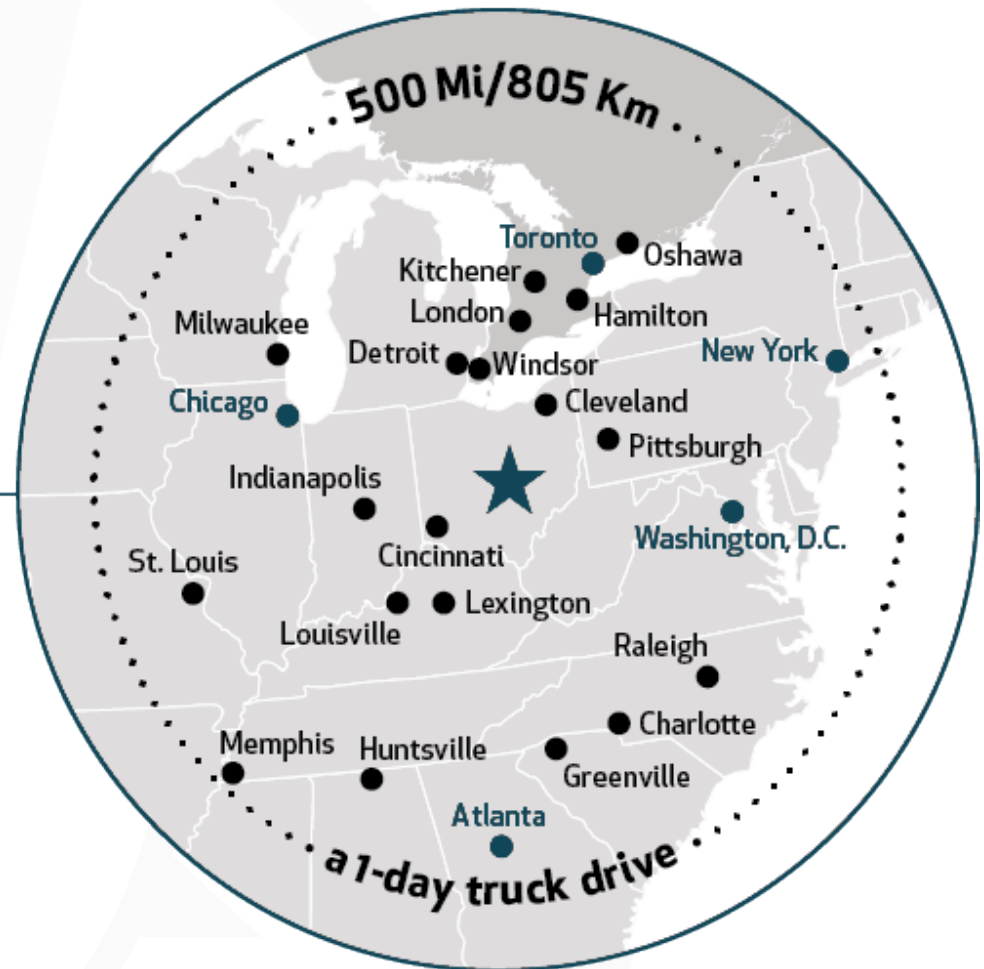 500 Mi/805 Km
Toronto
Oshawa
Kitchener
London
Hamilton
Milwaukee
Detroit
Windsor
New York
Chicago
Cleveland
Pittsburgh
Indianapolis
Washington, D.C.
Cincinnati
St. Louis
Lexington
Louisville
Raleigh
Charlotte
Memphis
Huntsville
Greenville
Atlanta
a 1-day truck drive